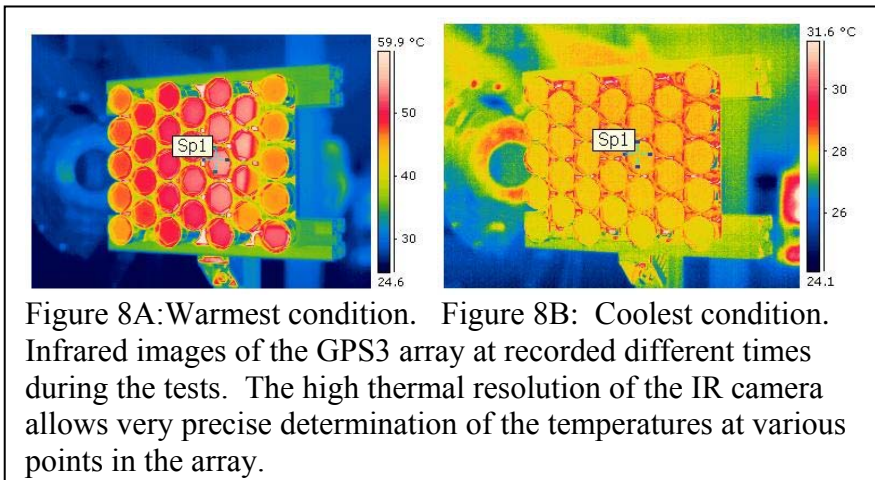 59.9 °C
50
40
30
24.6
Sp1
31.6 °C
30
28
26
24.1
Sp1
Figure 8A:Warmest condition. Figure 8B: Coolest condition.
Infrared images of the GPS3 array at recorded different times
during the tests. The high thermal resolution of the IR camera
allows very precise determination of the temperatures at various
points in the array.